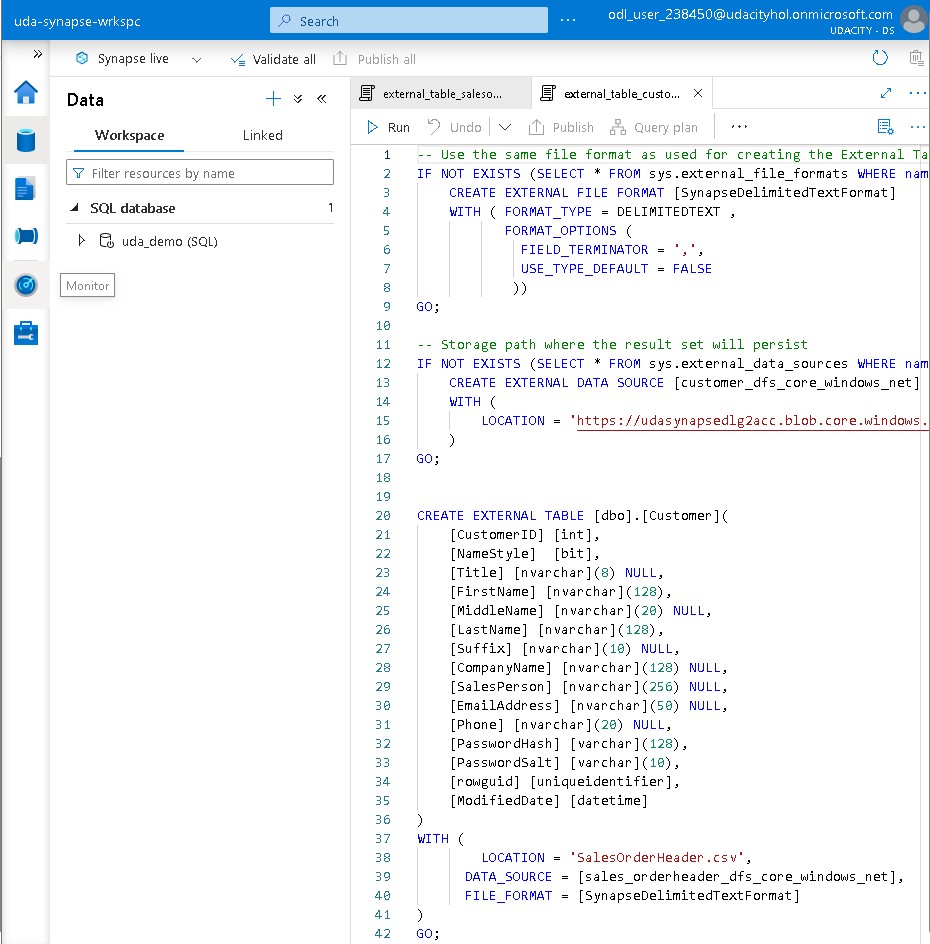 uda-synapse-wrkspc
Search
...
odl_user_238450@udacityhol.onmicrosoft.com
UDACITY - DS
Synapse live
Validate all
Publish all
Data
Workspace
Linked
Filter resources by name
SQL database 1
uda_demo (SQL)
Monitor
external_table_saleso...
external_table_custo...
Run
Undo
Publish
Query plan
...
1 -- Use the same file format as used for creating the External Ta
2 IF NOT EXISTS (SELECT * FROM sys.external_file_formats WHERE nam
3 CREATE EXTERNAL FILE FORMAT [SynapseDelimitedTextFormat]
4 WITH ( FORMAT_TYPE = DELIMITEDTEXT ,
5 FORMAT_OPTIONS (
6 FIELD_TERMINATOR = ',',
7 USE_TYPE_DEFAULT = FALSE
8 ))
9 GO;
10
11 -- Storage path where the result set will persist
12 IF NOT EXISTS (SELECT * FROM sys.external_data_sources WHERE nam
13 CREATE EXTERNAL DATA SOURCE [customer_dfs_core_windows_net]
14 WITH (
15 LOCATION = 'https://udasynapsedlg2acc.blob.core.windows.
16 )
17 GO;
18
19
20 CREATE EXTERNAL TABLE [dbo].[Customer](
21 [CustomerID] [int],
22 [NameStyle] [bit],
23 [Title] [nvarchar](8) NULL,
24 [FirstName] [nvarchar](128),
25 [MiddleName] [nvarchar](20) NULL,
26 [LastName] [nvarchar](128),
27 [Suffix] [nvarchar](10) NULL,
28 [CompanyName] [nvarchar](128) NULL,
29 [SalesPerson] [nvarchar](256) NULL,
30 [EmailAddress] [nvarchar](50) NULL,
31 [Phone] [nvarchar](20) NULL,
32 [PasswordHash] [varchar](128),
33 [PasswordSalt] [varchar](10),
34 [rowguid] [uniqueidentifier],
35 [ModifiedDate] [datetime]
36 )
37 WITH (
38 LOCATION = 'SalesOrderHeader.csv',
39 DATA_SOURCE = [sales_orderheader_dfs_core_windows_net],
40 FILE_FORMAT = [SynapseDelimitedTextFormat]
41 )
42 GO;